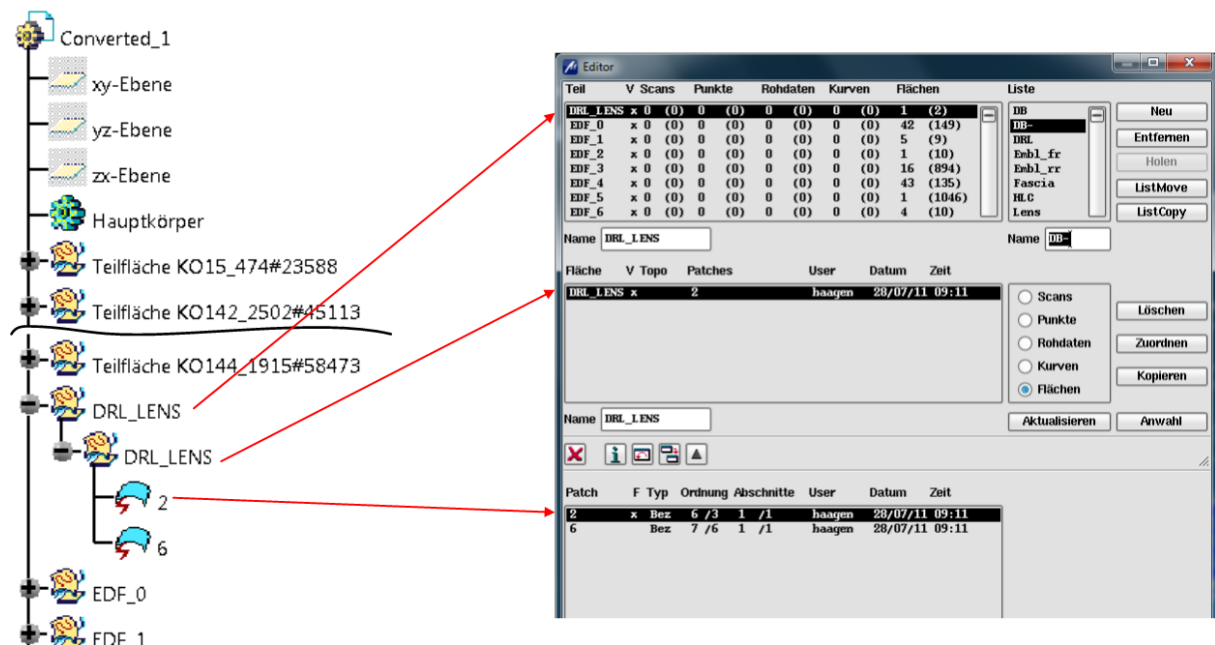 Converted_1
xy-Ebene
yz-Ebene
zx-Ebene
Hauptkörper
Teilfläche KO15_474#23588
Teilfläche KO142_2502#45113
Teilfläche KO144_1915#58473
DRL_LENS
DRL_LENS
2
6
EDF_0
EDF_1
Editor
Teil V Scans Punkte Rohdaten Kurven Flächen
DRL_LENS x 0 (0) 0 (0) 0 (0) 0 (0) 1 (2)
EDF_0 x 0 (0) 0 (0) 0 (0) 0 (0) 42 (149)
EDF_1 x 0 (0) 0 (0) 0 (0) 0 (0) 5 (9)
EDF_2 x 0 (0) 0 (0) 0 (0) 0 (0) 1 (10)
EDF_3 x 0 (0) 0 (0) 0 (0) 0 (0) 16 (894)
EDF_4 x 0 (0) 0 (0) 0 (0) 0 (0) 43 (135)
EDF_5 x 0 (0) 0 (0) 0 (0) 0 (0) 1 (1046)
EDF_6 x 0 (0) 0 (0) 0 (0) 0 (0) 4 (10)
Liste
DB
DB-
DRL
Embl_fr
Embl_rr
Fascia
HLC
Lens
Neu
Entfernen
Holen
ListMove
ListCopy
Name DRL_LENS
Name DB-
Fläche V Topo Patches User Datum Zeit
DRL_LENS x 2 haagen 28/07/11 09:11
Scans
Punkte
Rohdaten
Kurven
Flächen
Löschen
Zuordnen
Kopieren
Name DRL_LENS
Aktualisieren
Anwahl
Patch F Typ Ordnung Abschnitte User Datum Zeit
2 x Bez 6 /3 1 /1 haagen 28/07/11 09:11
6 Bez 7 /6 1 /1 haagen 28/07/11 09:11